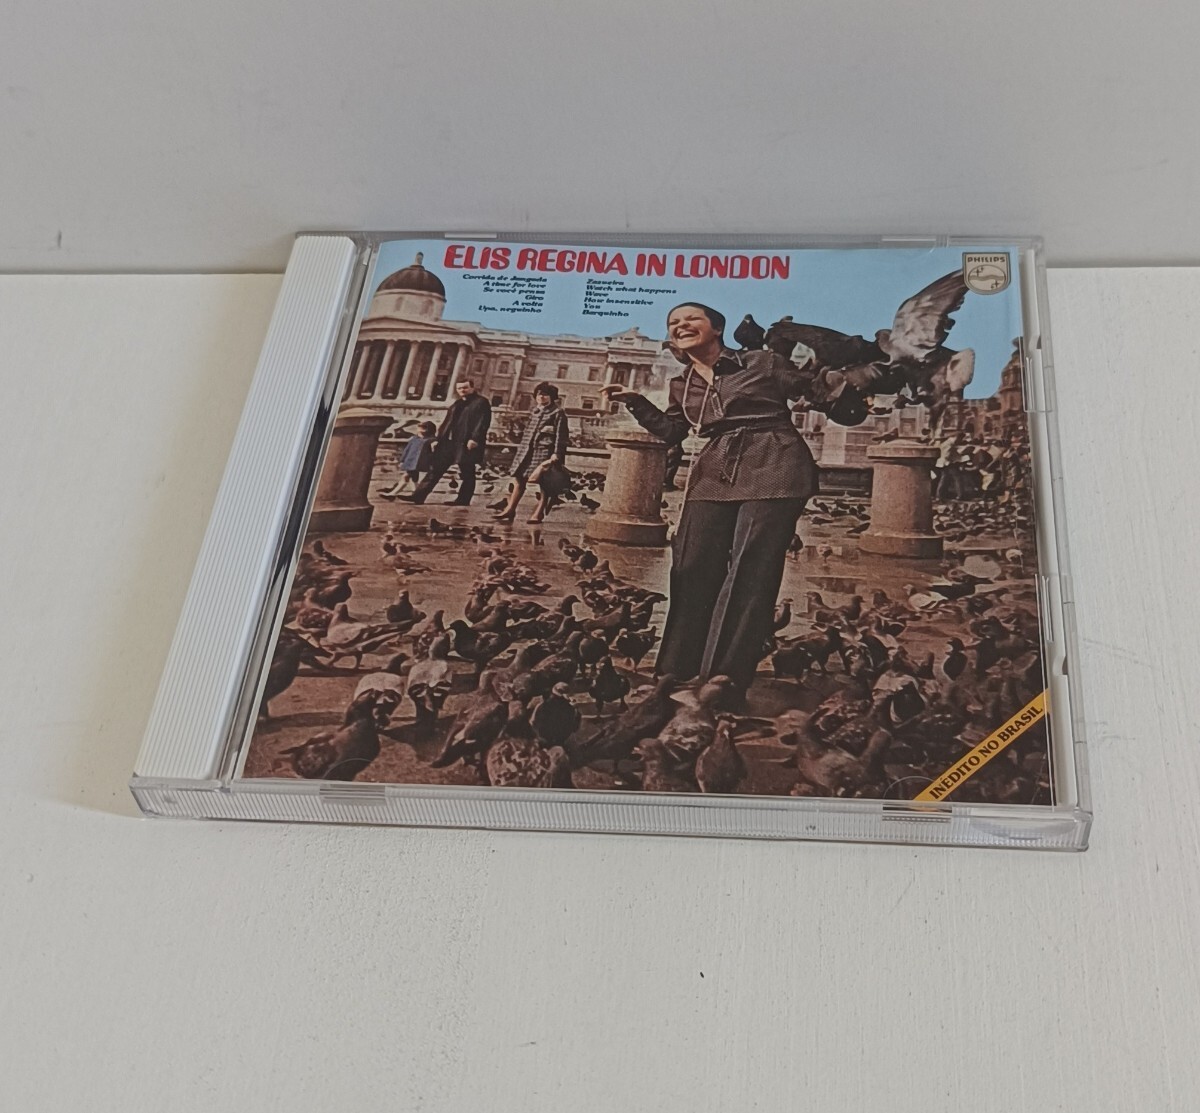 ELIS REGINA IN LONDON
Corrida de Jangada
A time for love
Se você pensa
Giro
A volta
Upa, neguinho
Zazueira
Watch what happens
Wave
How insensitive
You
Barquinho
PHILIPS
INÉDITO NO BRASIL